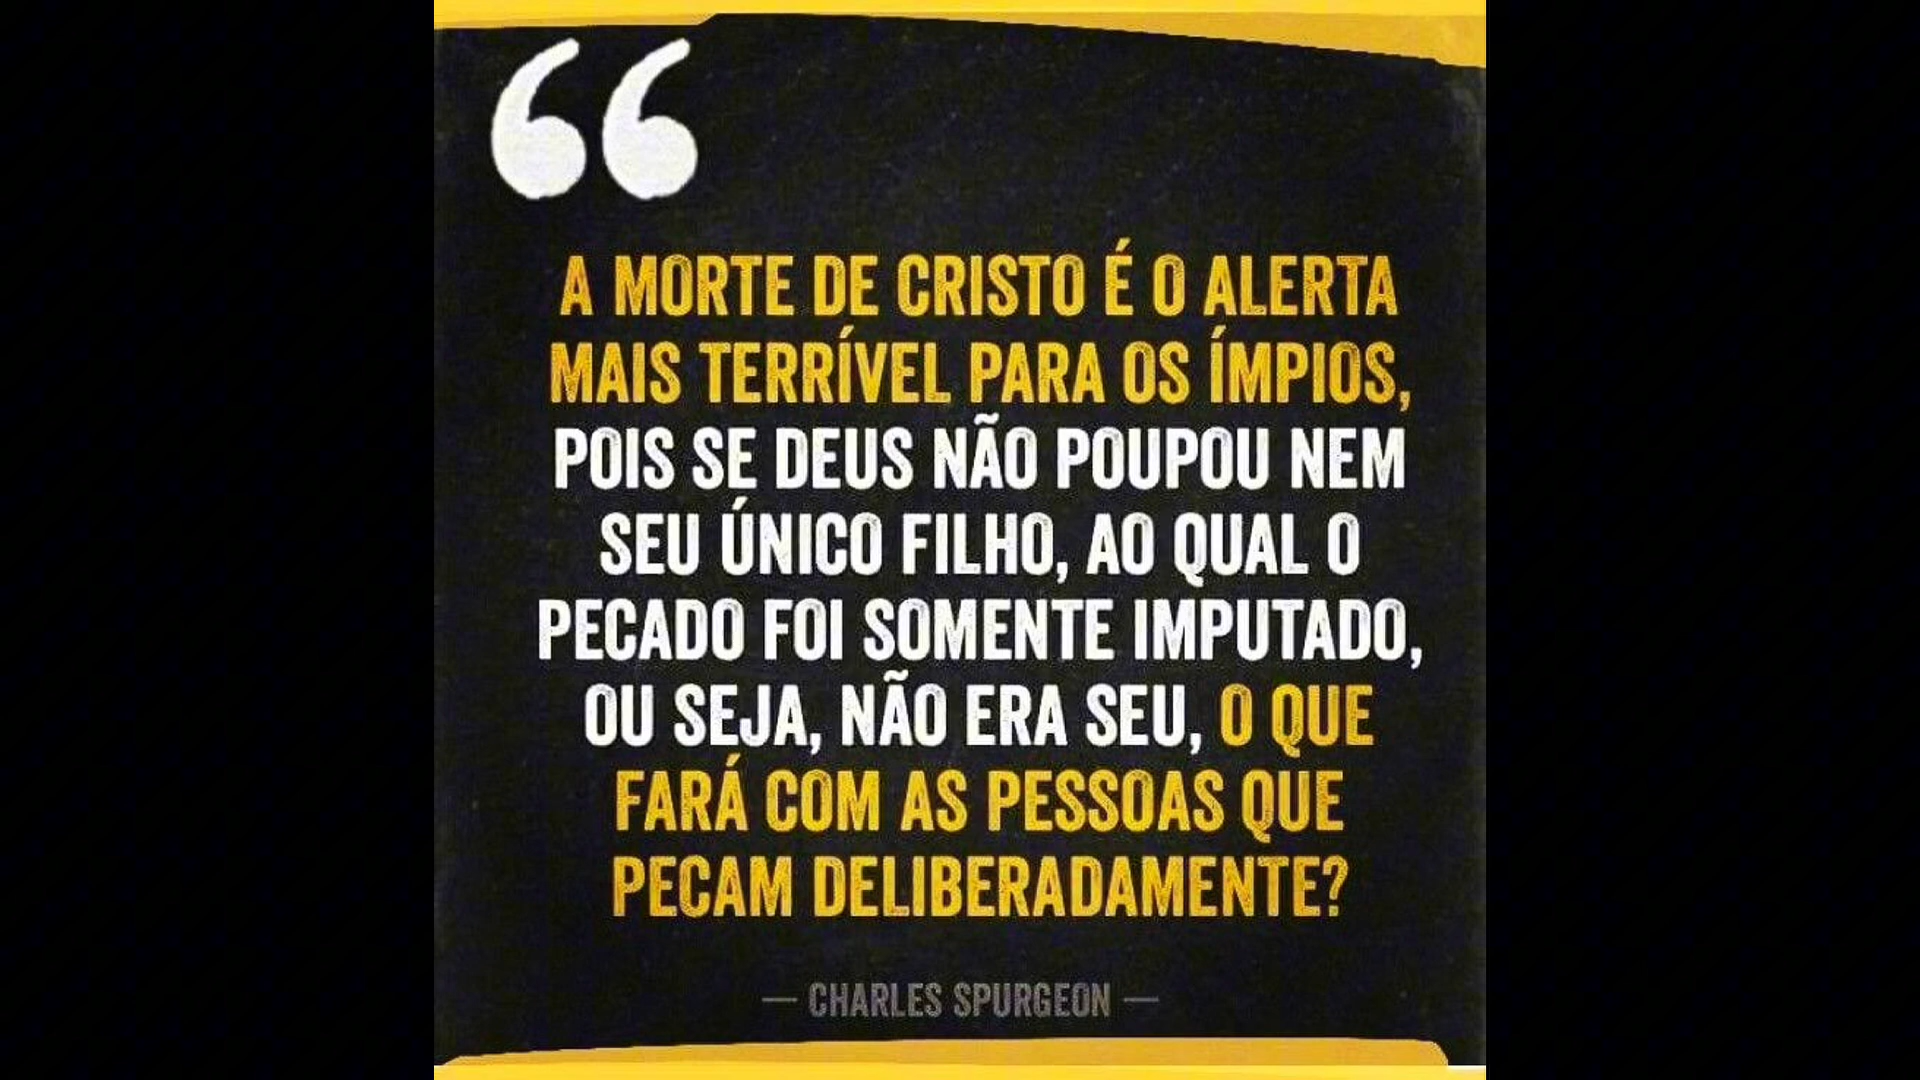 A MORTE DE CRISTO É O ALERTA
MAIS TERRÍVEL PARA OS ÍMPIOS,
POIS SE DEUS NÃO POUPOU NEM
SEU ÚNICO FILHO, AO QUAL O
PECADO FOI SOMENTE IMPUTADO,
OU SEJA, NÃO ERA SEU, O QUE
FARÁ COM AS PESSOAS QUE
PECAM DELIBERADAMENTE?
— CHARLES SPURGEON —